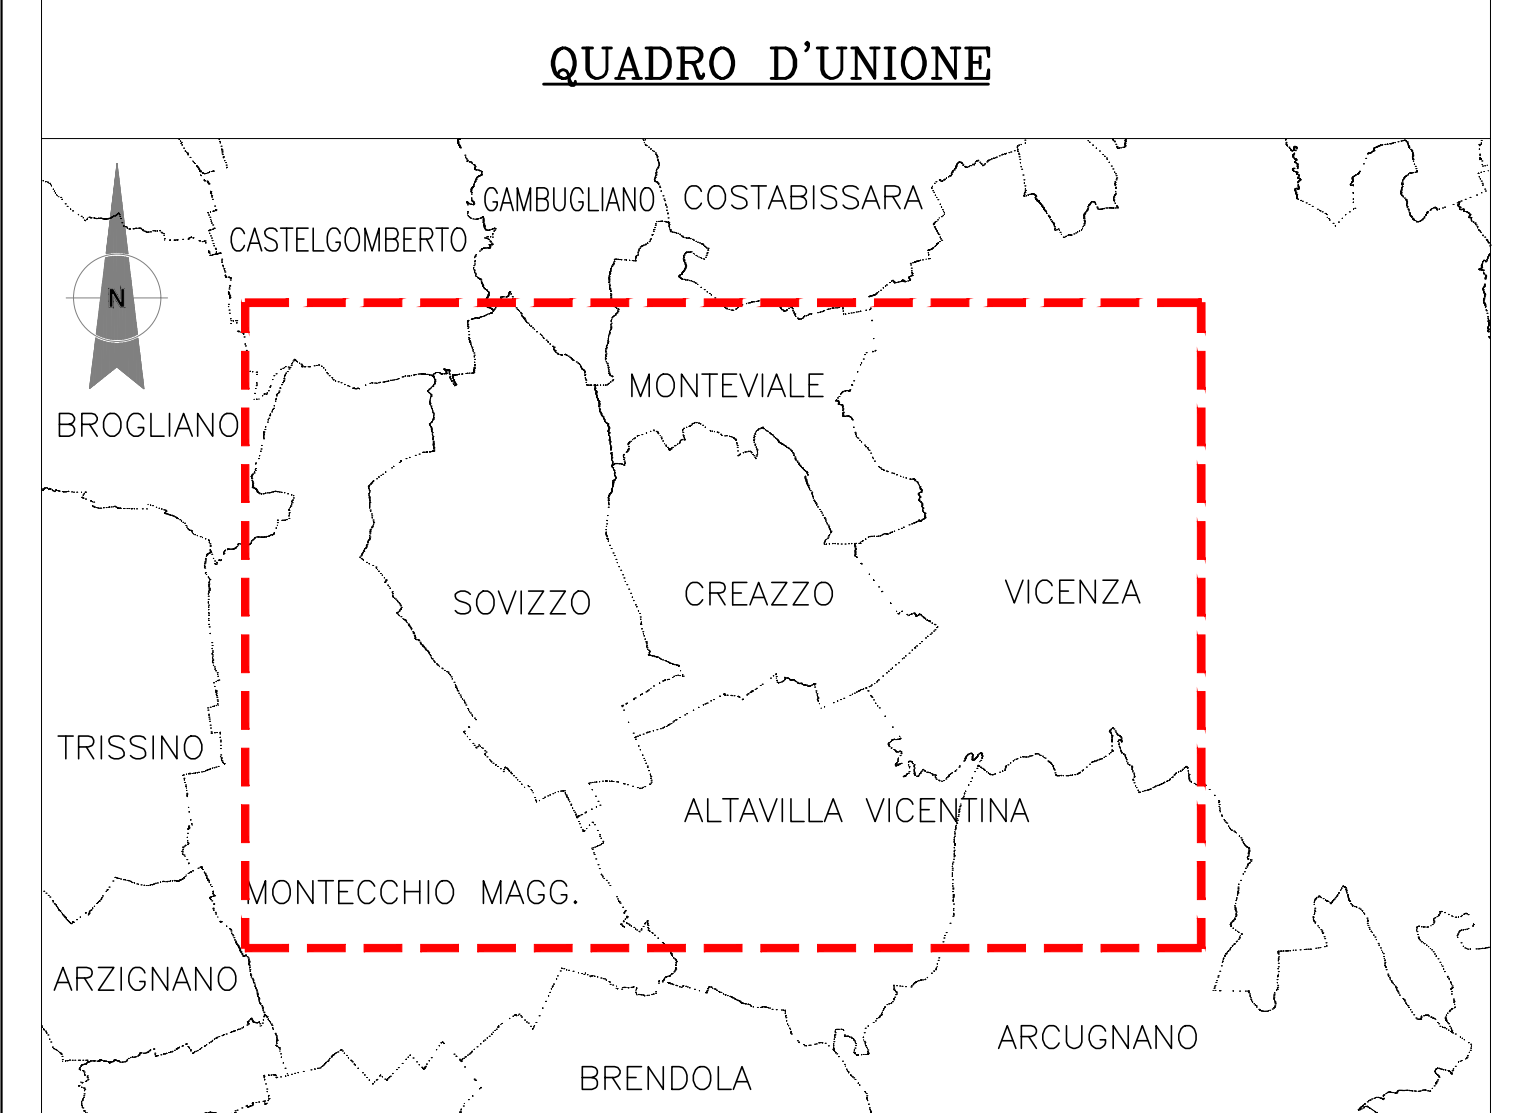 QUADRO D'UNIONE
GAMBUGLIANO
COSTABISSARA
CASTELGOMBERTO
N
MONTEVIALE
BROGLIANO
SOVIZZO
CREAZZO
VICENZA
TRISSINO
ALTAVILLA VICENTINA
MONTECCHIO MAGG.
ARZIGNANO
ARCUGNANO
BRENDOLA